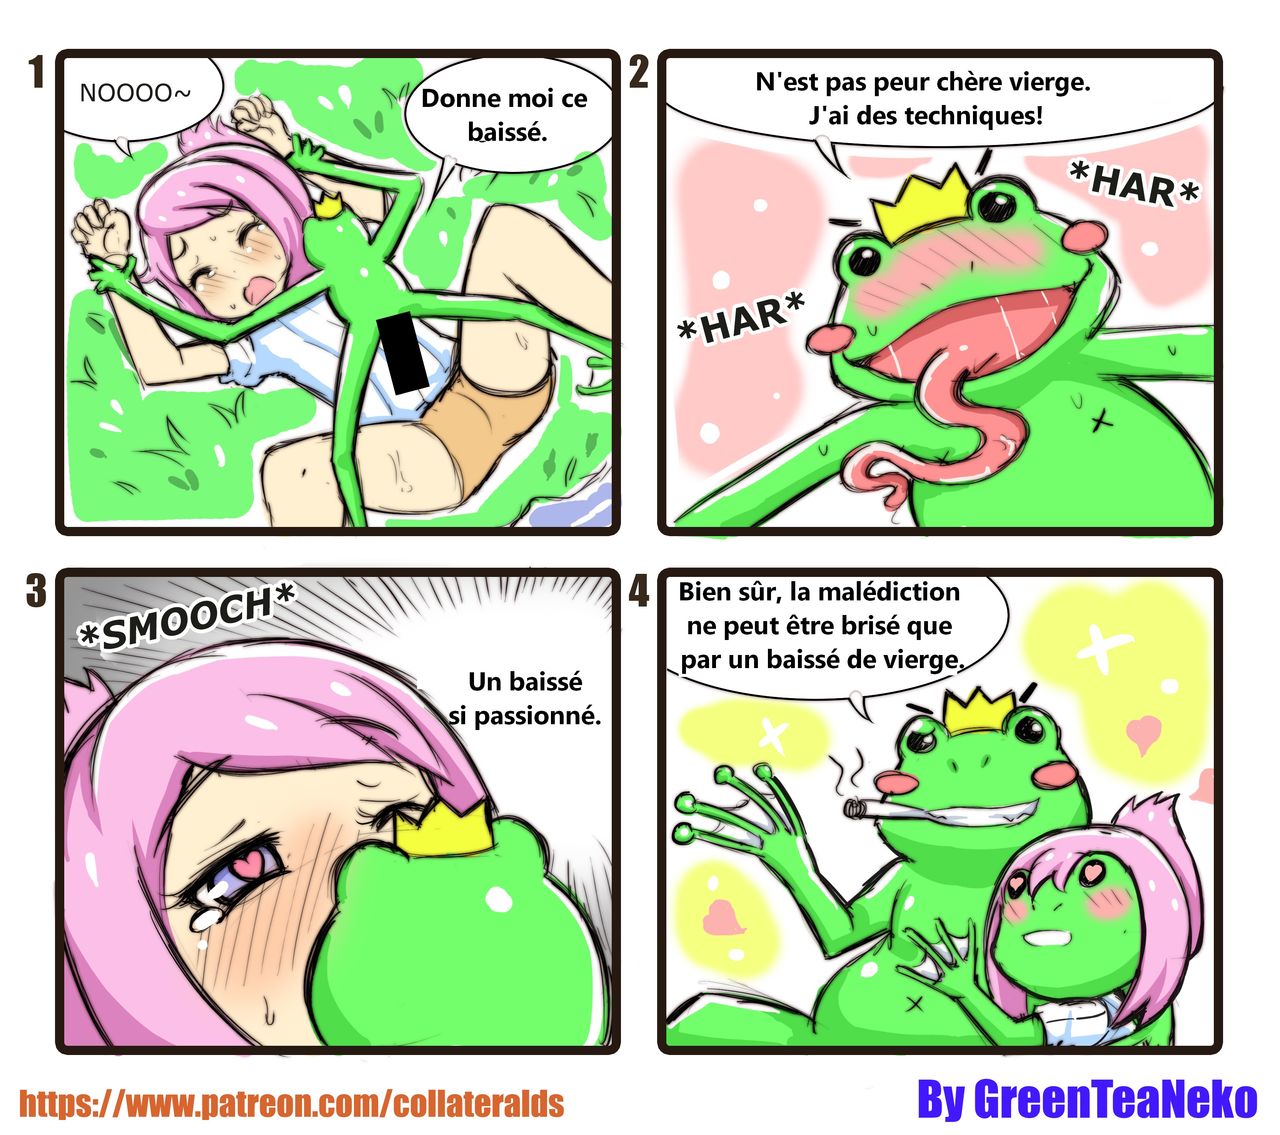 1
NOOOO~
Donne moi ce
baissé.
2
N'est pas peur chère vierge.
J'ai des techniques!
*HAR*
*HAR*
3
*SMOOCH*
Un baissé
si passionné.
4
Bien sûr, la malédiction
ne peut être brisé que
par un baissé de vierge.
https://www.patreon.com/collateralds
By GreenTeaNeko